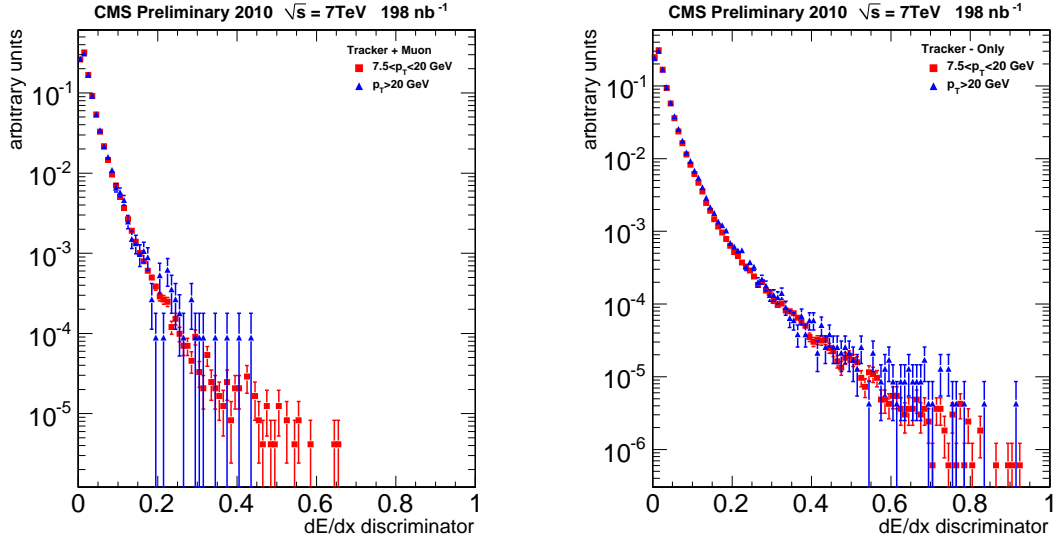 CMS Preliminary 2010 √s = 7TeV 198 nb⁻¹
arbitrary units
Tracker + Muon
7.5<p_T<20 GeV
p_T>20 GeV
10⁻¹
10⁻²
10⁻³
10⁻⁴
10⁻⁵
0 0.2 0.4 0.6 0.8 1
dE/dx discriminator
CMS Preliminary 2010 √s = 7TeV 198 nb⁻¹
arbitrary units
Tracker - Only
7.5<p_T<20 GeV
p_T>20 GeV
10⁻¹
10⁻²
10⁻³
10⁻⁴
10⁻⁵
10⁻⁶
0 0.2 0.4 0.6 0.8 1
dE/dx discriminator